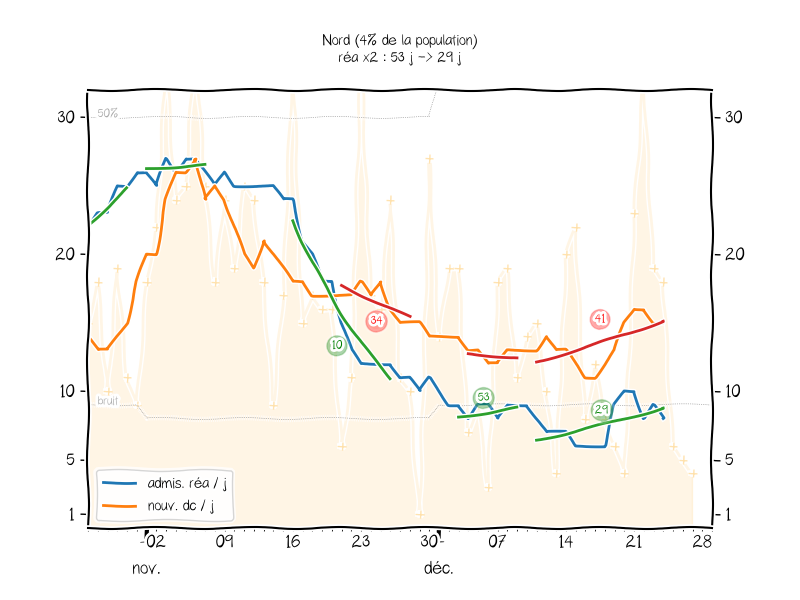 Nord (4% de la population)
réa x2 : 53 j -> 29 j
30 50% 30
20 20
34 41
10
10 bruit 53 29 10
5 5
admis. réa / j
nouv. dc / j
1 1
02 09 16 23 30 07 14 21 28
nov. déc.